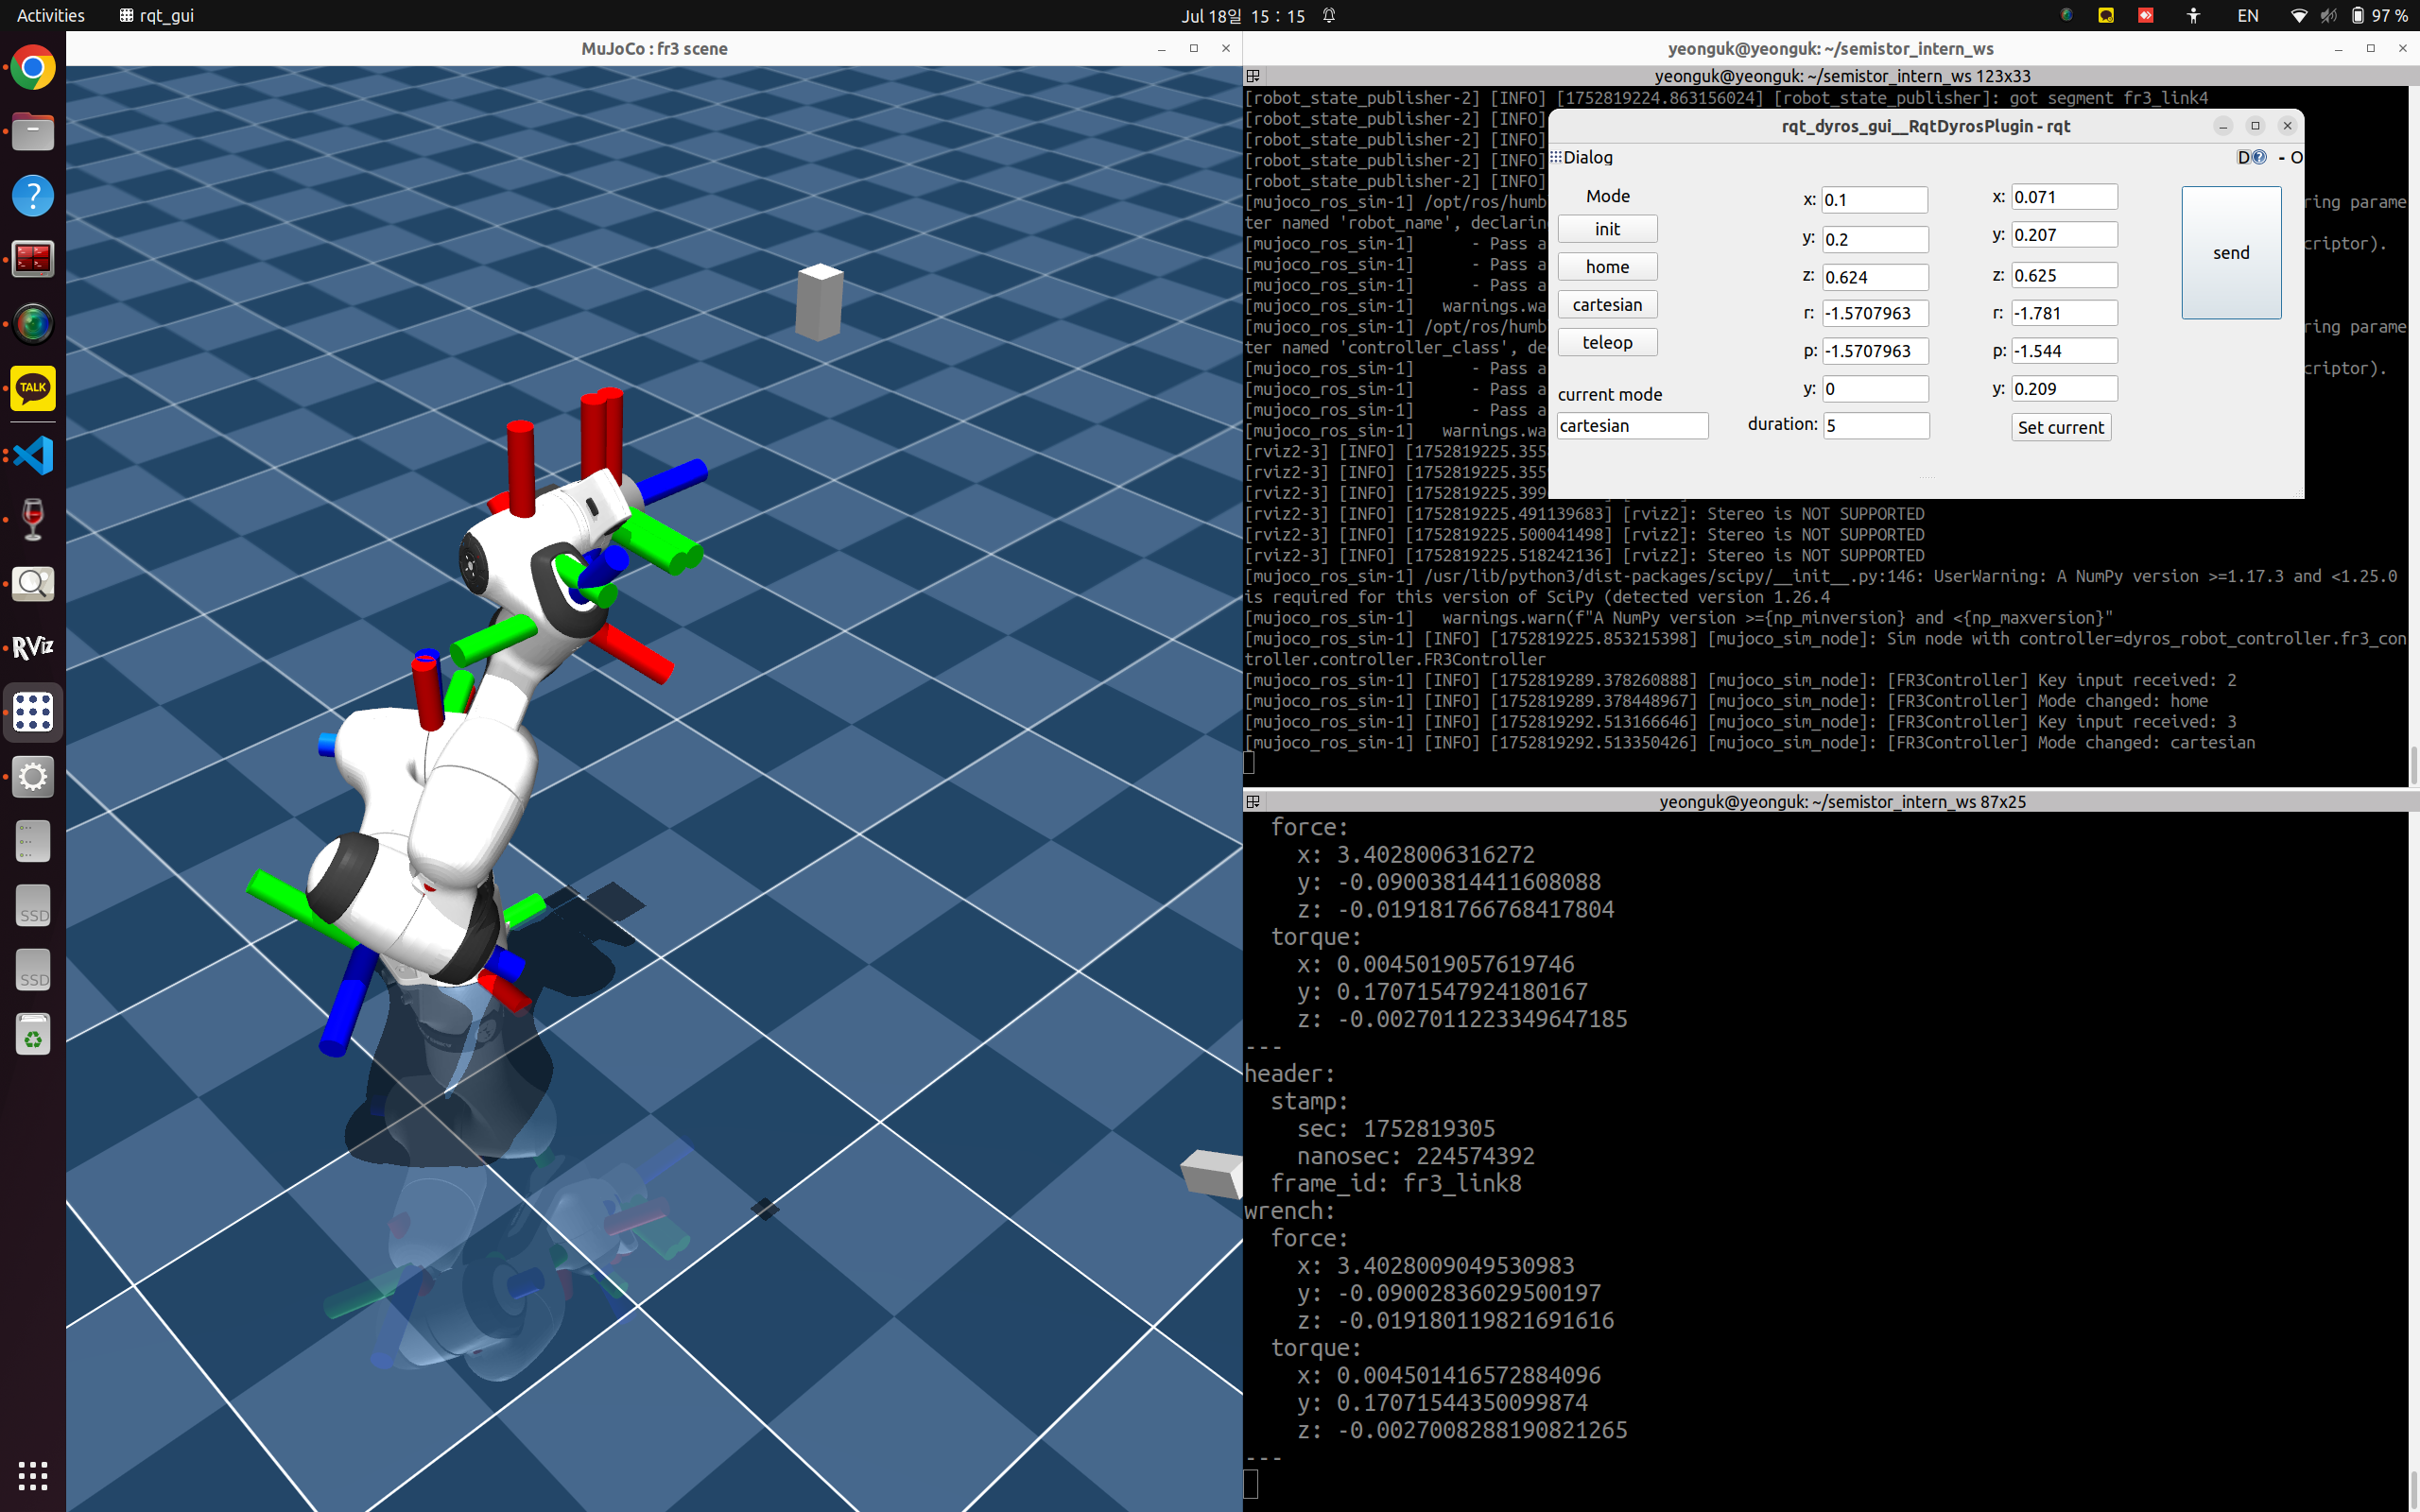 Activities
rqt_gui
Jul 18일 15 : 15
EN
97 %
MuJoCo : fr3 scene
TALK
RViz
SSD
SSD
yeonguk@yeonguk: ~/semistor_intern_ws
yeonguk@yeonguk: ~/semistor_intern_ws 123x33
[robot_state_publisher-2] [INFO] [1752819224.863156024] [robot_state_publisher]: got segment fr3_link4
[robot_state_publisher-2] [INFO]
[robot_state_publisher-2] [INFO]
[robot_state_publisher-2] [INFO]
[robot_state_publisher-2] [INFO]
[mujoco_ros_sim-1] /opt/ros/humb ring parame
ter named 'robot_name', declarin
[mujoco_ros_sim-1]      - Pass a criptor).
[mujoco_ros_sim-1]      - Pass a
[mujoco_ros_sim-1]      - Pass a
[mujoco_ros_sim-1]   warnings.wa
[mujoco_ros_sim-1] /opt/ros/humb ring parame
ter named 'controller_class', de
[mujoco_ros_sim-1]      - Pass a criptor).
[mujoco_ros_sim-1]      - Pass a
[mujoco_ros_sim-1]      - Pass a
[mujoco_ros_sim-1]   warnings.wa
[rviz2-3] [INFO] [1752819225.355
[rviz2-3] [INFO] [1752819225.355
[rviz2-3] [INFO] [1752819225.399
[rviz2-3] [INFO] [1752819225.491139683] [rviz2]: Stereo is NOT SUPPORTED
[rviz2-3] [INFO] [1752819225.500041498] [rviz2]: Stereo is NOT SUPPORTED
[rviz2-3] [INFO] [1752819225.518242136] [rviz2]: Stereo is NOT SUPPORTED
[mujoco_ros_sim-1] /usr/lib/python3/dist-packages/scipy/__init__.py:146: UserWarning: A NumPy version >=1.17.3 and <1.25.0
is required for this version of SciPy (detected version 1.26.4
[mujoco_ros_sim-1]   warnings.warn(f"A NumPy version >={np_minversion} and <{np_maxversion}"
[mujoco_ros_sim-1] [INFO] [1752819225.853215398] [mujoco_sim_node]: Sim node with controller=dyros_robot_controller.fr3_con
troller.controller.FR3Controller
[mujoco_ros_sim-1] [INFO] [1752819289.378260888] [mujoco_sim_node]: [FR3Controller] Key input received: 2
[mujoco_ros_sim-1] [INFO] [1752819289.378448967] [mujoco_sim_node]: [FR3Controller] Mode changed: home
[mujoco_ros_sim-1] [INFO] [1752819292.513166646] [mujoco_sim_node]: [FR3Controller] Key input received: 3
[mujoco_ros_sim-1] [INFO] [1752819292.513350426] [mujoco_sim_node]: [FR3Controller] Mode changed: cartesian
rqt_dyros_gui__RqtDyrosPlugin - rqt
Dialog
D
- O
Mode
init
home
cartesian
teleop
current mode
cartesian
x: 0.1
y: 0.2
z: 0.624
r: -1.5707963
p: -1.5707963
y: 0
duration: 5
x: 0.071
y: 0.207
z: 0.625
r: -1.781
p: -1.544
y: 0.209
Set current
send
yeonguk@yeonguk: ~/semistor_intern_ws 87x25
force:
x: 3.4028006316272
y: -0.09003814411608088
z: -0.019181766768417804
torque:
x: 0.0045019057619746
y: 0.17071547924180167
z: -0.0027011223349647185
---
header:
stamp:
sec: 1752819305
nanosec: 224574392
frame_id: fr3_link8
wrench:
force:
x: 3.4028009049530983
y: -0.09002836029500197
z: -0.019180119821691616
torque:
x: 0.004501416572884096
y: 0.17071544350099874
z: -0.0027008288190821265
---